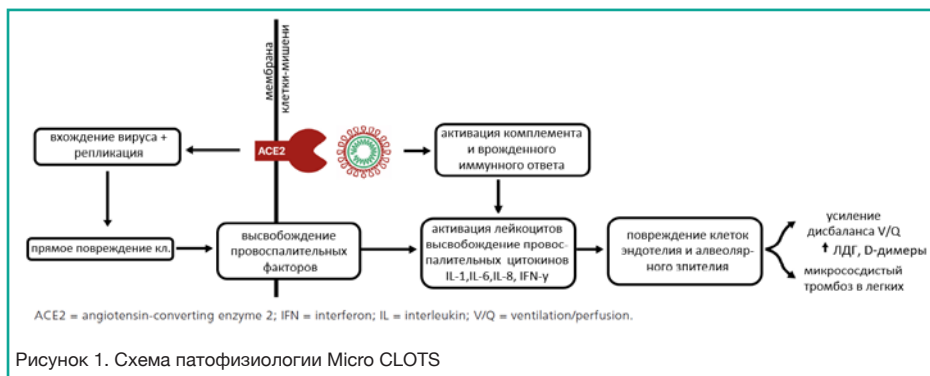 мембрана
клетки-мишени
вхождение вируса +
репликация
ACE2
активация комплемента
и врожденного
иммунного ответа
прямое повреждение кл.
высвобождение
провоспалительных
факторов
активация лейкоцитов
высвобождение провос-
палительных цитокинов
IL-1,IL-6,IL-8, IFN-γ
повреждение клеток
эндотелия и алвеоляр-
ного эпителия
усиление
дисбаланса V/Q
⬆ ЛДГ, D-димеры
микрососдистый
тромбоз в легких
ACE2 = angiotensin-converting enzyme 2; IFN = interferon; IL = interleukin; V/Q = ventilation/perfusion.
Рисунок 1. Схема патофизиологии Micro CLOTS